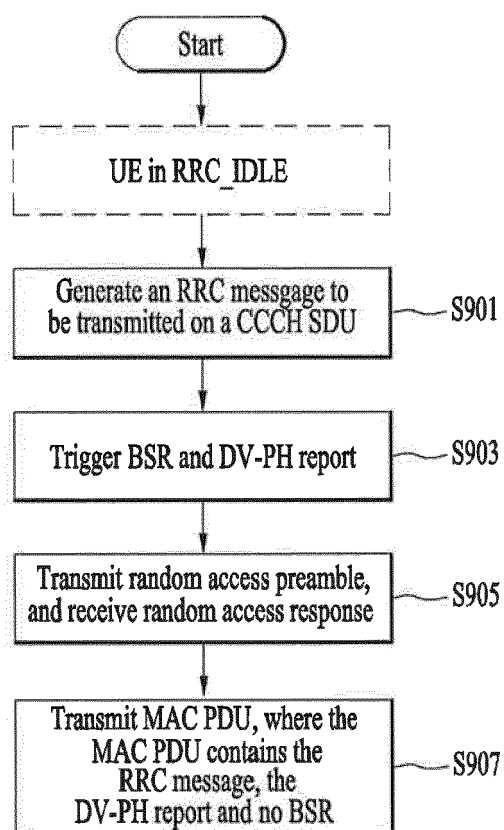 Start
UE in RRC_IDLE
Generate an RRC messgage to
be transmitted on a CCCH SDU
S901
Trigger BSR and DV-PH report
S903
Transmit random access preamble,
and receive random access response
S905
Transmit MAC PDU, where the
MAC PDU contains the
RRC message, the
DV-PH report and no BSR
S907